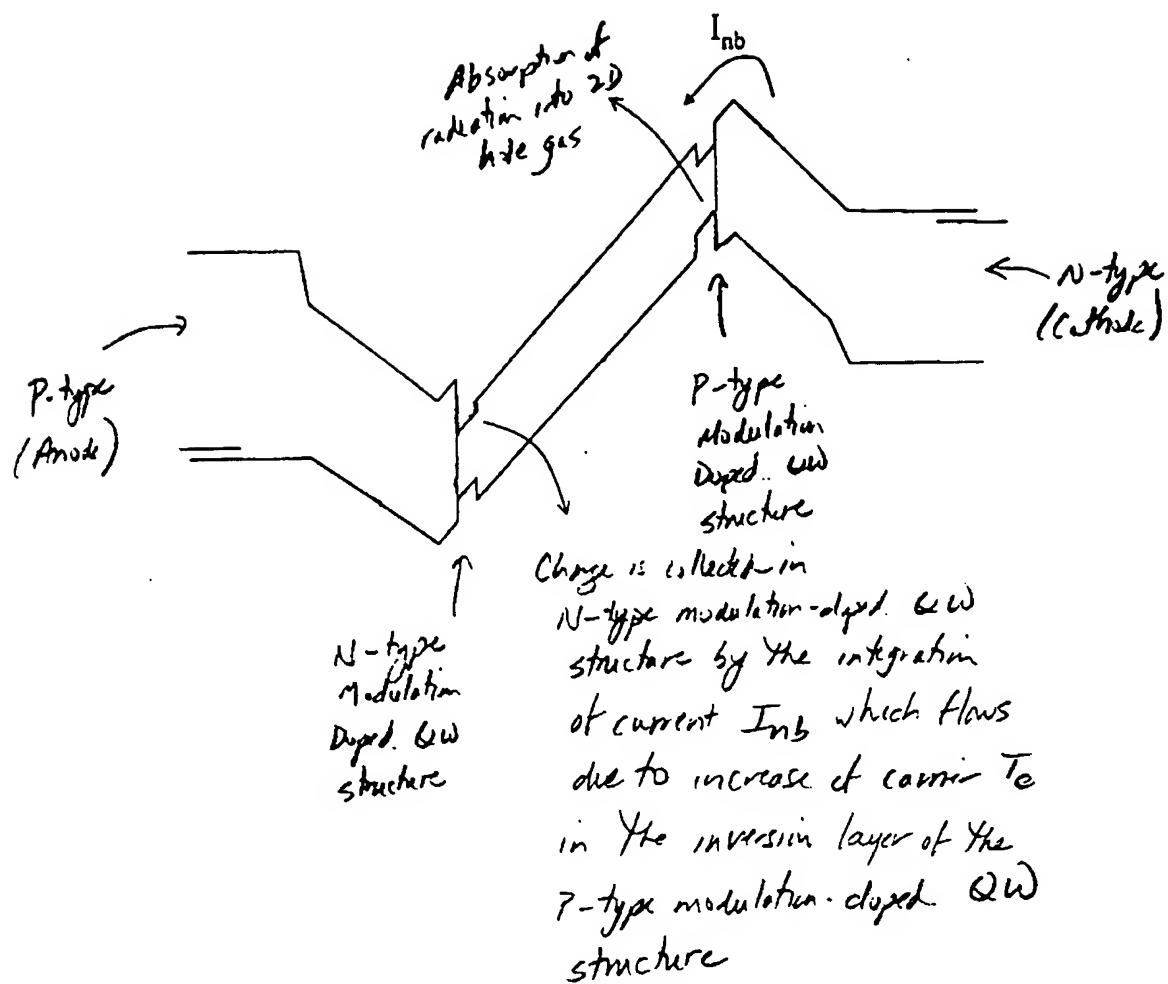 I_nb
Absorption of
radiation into 2D
hole gas
N-type
(Cathode)
P-type
(Anode)
P-type
Modulation
Doped QW
structure
N-type
Modulation
Doped QW
structure
Charge is collected in
N-type modulation-doped QW
structure by the integration
of current I_nb which flows
due to increase of carrier T_e
in the inversion layer of the
P-type modulation-doped QW
structure